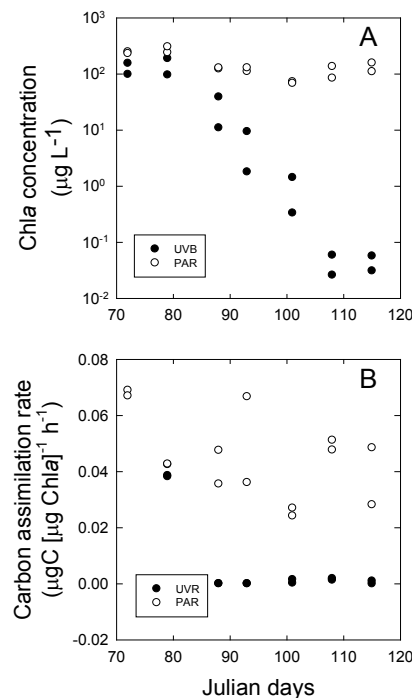 A
Chla concentration
(µg L-1)
10³
10²
10¹
10⁰
10⁻¹
10⁻²
UVB
PAR
70 80 90 100 110 120
B
Carbon assimilation rate
(µgC [µg Chla]-1 h-1)
0.08
0.06
0.04
0.02
0.00
-0.02
UVR
PAR
70 80 90 100 110 120
Julian days